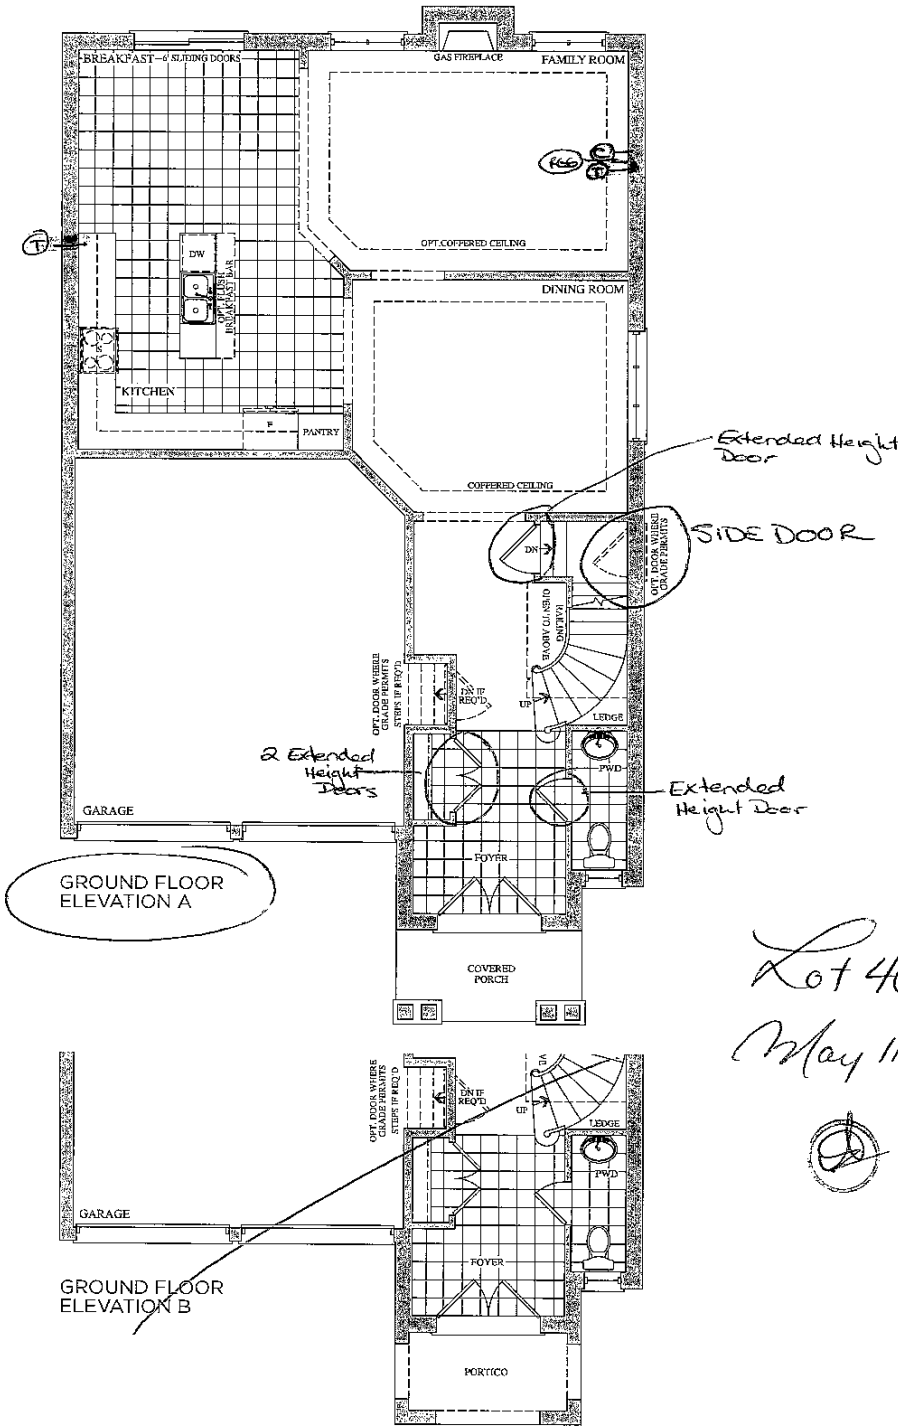 BREAKFAST
6' SLIDING DOORS
GAS FIREPLACE
FAMILY ROOM
OPT. COFFERED CEILING
T
DW
OPT. FLUSH
BREAKFAST BAR
DINING ROOM
KITCHEN
F
PANTRY
COFFERED CEILING
Extended Height
Door
SIDE DOOR
OPT. DOOR WHERE
GRADE PERMITS
DN
RAILING
OPEN TO ABOVE
OPT. DOOR WHERE
GRADE PERMITS
STEPS IF REQ'D
DN IF
REQ'D
UP
LEDGE
2 Extended
Height
Doors
PWD
Extended
Height Door
GARAGE
FOYER
GROUND FLOOR
ELEVATION A
COVERED
PORCH
Lot 40
May 11
OPT. DOOR WHERE
GRADE PERMITS
STEPS IF REQ'D
DN IF
REQ'D
UP
LEDGE
PWD
GARAGE
FOYER
GROUND FLOOR
ELEVATION B
PORTICO